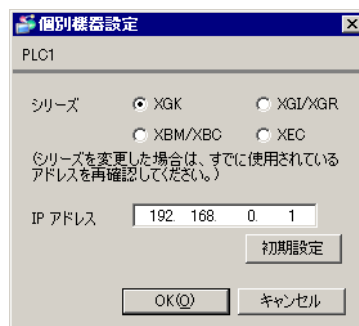 個別機器設定
PLC1
シリーズ XGK XGI/XGR
XBM/XBC XEC
(シリーズを変更した場合は、すでに使用されている
アドレスを再確認してください。)
IP アドレス 192. 168. 0. 1
初期設定
OK(O) キャンセル